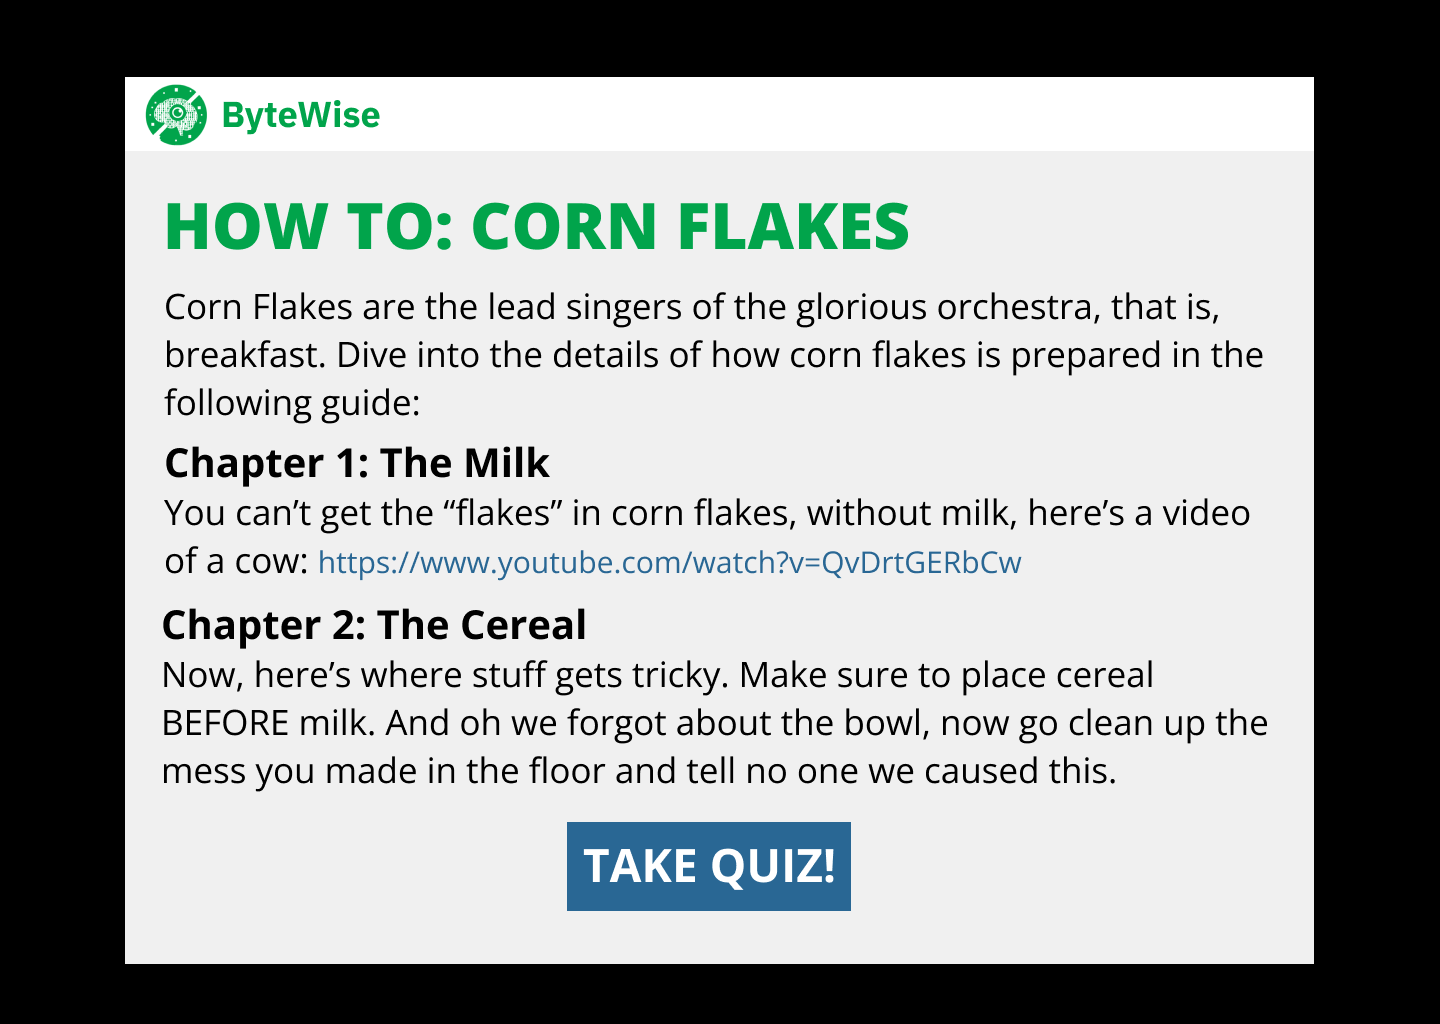 ByteWise
HOW TO: CORN FLAKES
Corn Flakes are the lead singers of the glorious orchestra, that is,
breakfast. Dive into the details of how corn flakes is prepared in the
following guide:
Chapter 1: The Milk
You can’t get the “flakes” in corn flakes, without milk, here’s a video
of a cow: https://www.youtube.com/watch?v=QvDrtGERbCw
Chapter 2: The Cereal
Now, here’s where stuff gets tricky. Make sure to place cereal
BEFORE milk. And oh we forgot about the bowl, now go clean up the
mess you made in the floor and tell no one we caused this.
TAKE QUIZ!